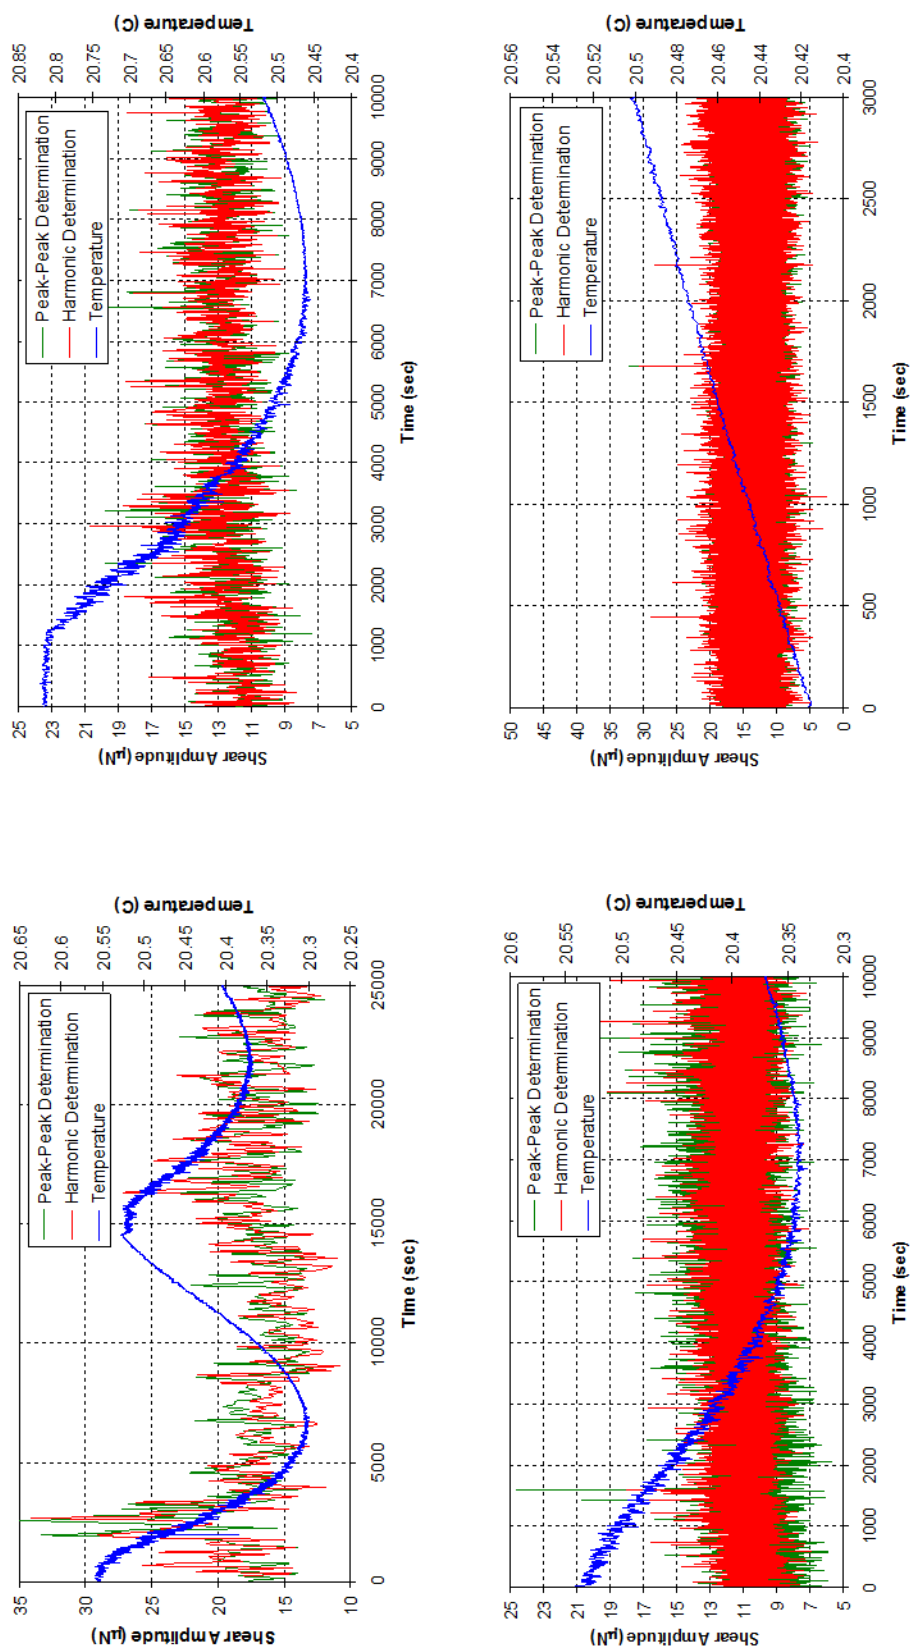 Shear Amplitude (µN)
35
30
25
20
15
10
Peak-Peak Determination
Harmonic Determination
Temperature
20.65
20.6
20.55
20.5
20.45
20.4
20.35
20.3
20.25
Temperature (C)
0 5000 10000 15000 20000 25000
Time (sec)
Shear Amplitude (µN)
25
23
21
19
17
15
13
11
9
7
5
Peak-Peak Determination
Harmonic Determination
Temperature
20.85
20.8
20.75
20.7
20.65
20.6
20.55
20.5
20.45
20.4
Temperature (C)
0 1000 2000 3000 4000 5000 6000 7000 8000 9000 10000
Time (sec)
Shear Amplitude (µN)
25
23
21
19
17
15
13
11
9
7
5
Peak-Peak Determination
Harmonic Determination
Temperature
20.6
20.55
20.5
20.45
20.4
20.35
20.3
Temperature (C)
0 1000 2000 3000 4000 5000 6000 7000 8000 9000 10000
Time (sec)
Shear Amplitude (µN)
50
45
40
35
30
25
20
15
10
5
0
Peak-Peak Determination
Harmonic Determination
Temperature
20.56
20.54
20.52
20.5
20.48
20.46
20.44
20.42
20.4
Temperature (C)
0 500 1000 1500 2000 2500 3000
Time (sec)